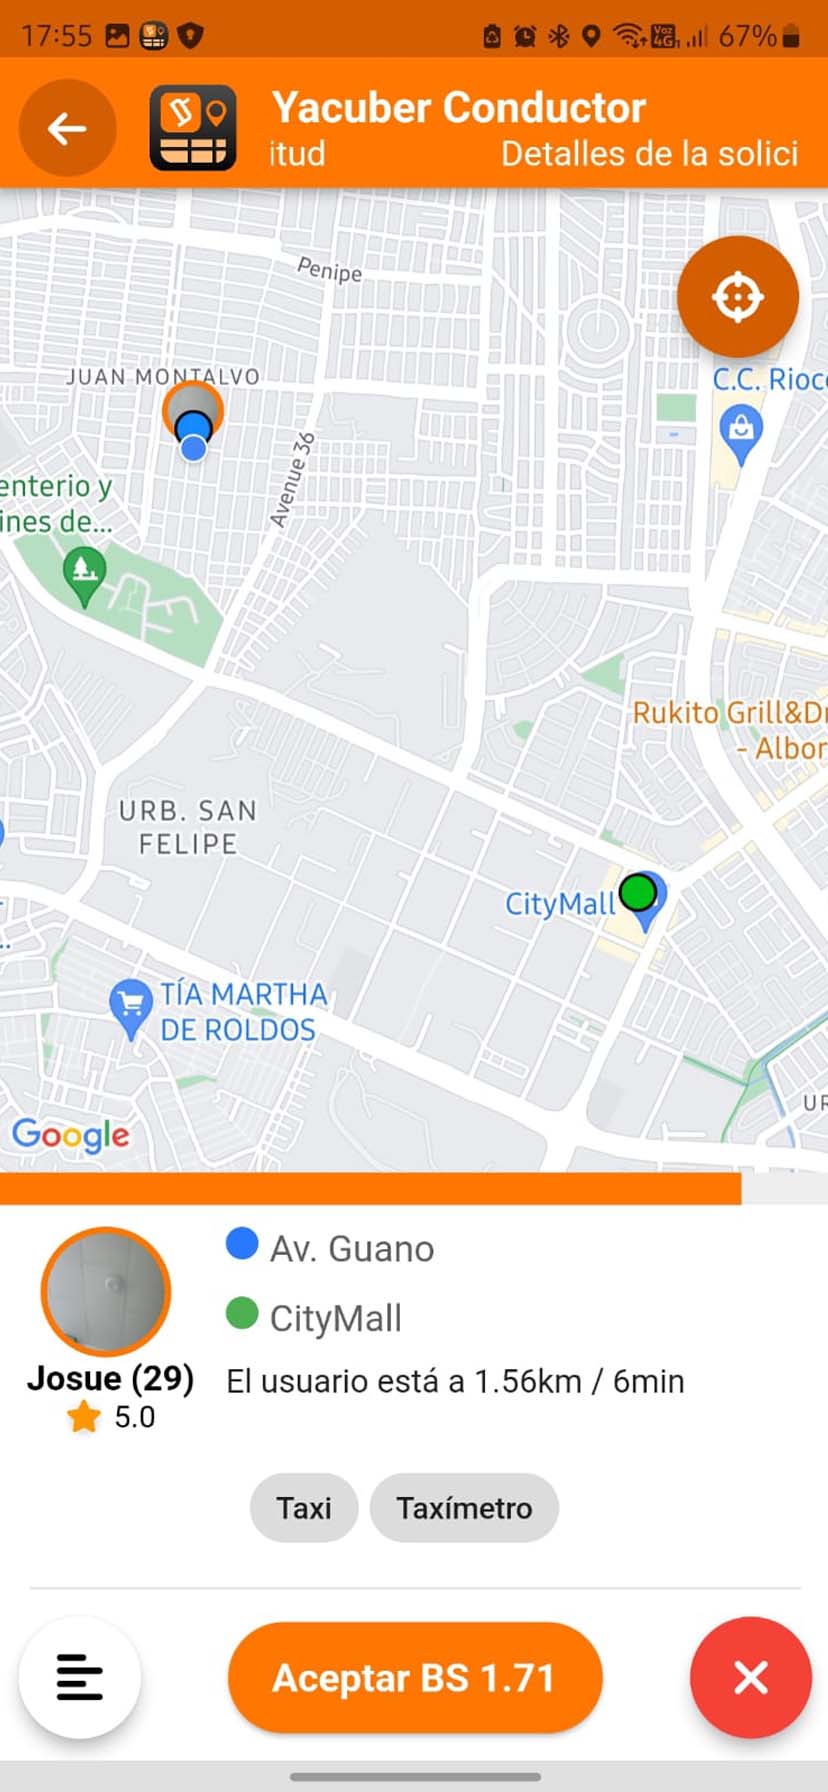 17:55
Voz
4G
67%
Yacuber Conductor
itud Detalles de la solici
Penipe
JUAN MONTALVO
C.C. Rioc
Avenue 36
enterio y
ines de...
Rukito Grill&Dr
- Albor
URB. SAN
FELIPE
CityMall
TÍA MARTHA
DE ROLDOS
UR
Google
Av. Guano
CityMall
Josue (29)
El usuario está a 1.56km / 6min
5.0
Taxi
Taxímetro
Aceptar BS 1.71